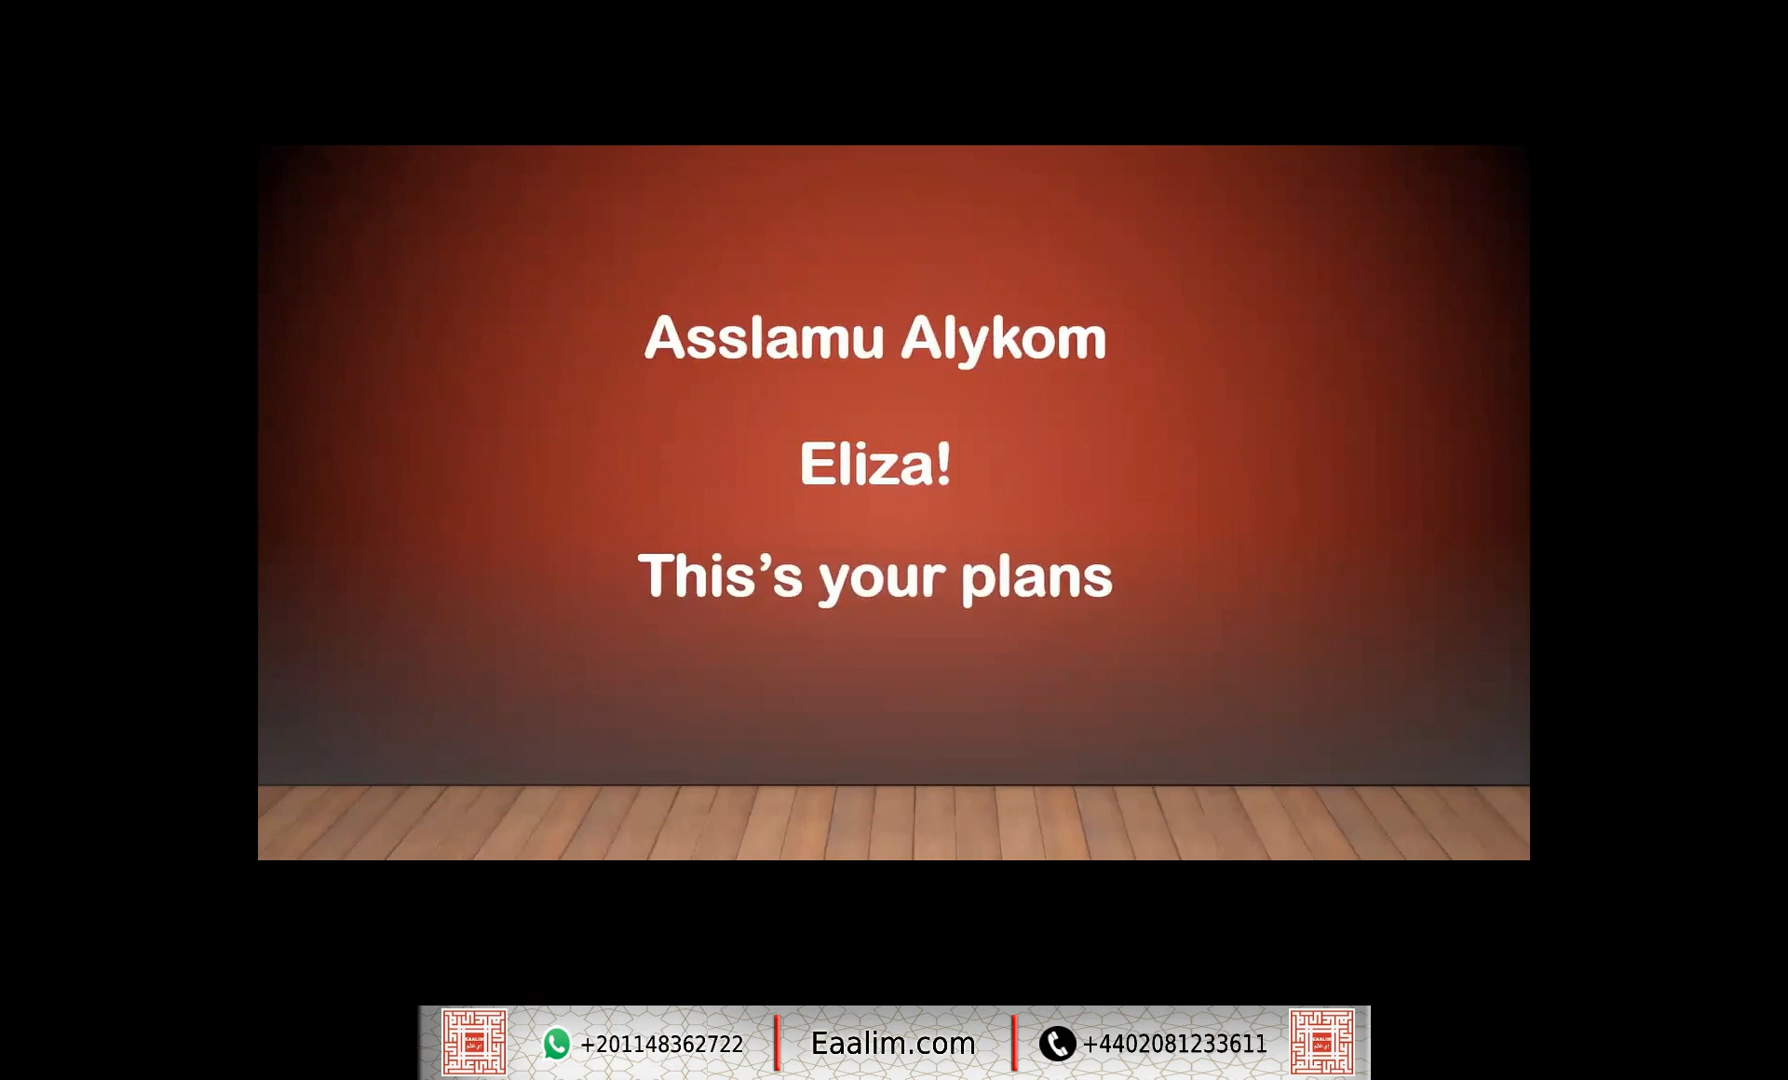 Asslamu Alykom
Eliza!
This’s your plans
+201148362722
Eaalim.com
+4402081233611